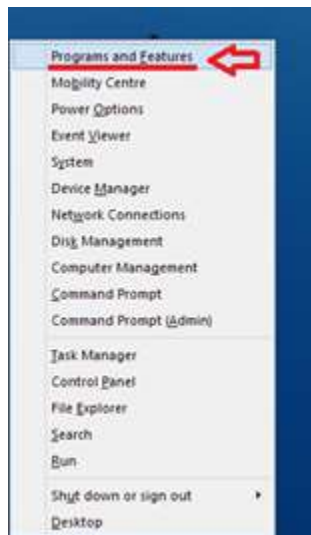 Programs and Features
Mobility Centre
Power Options
Event Viewer
System
Device Manager
Network Connections
Disk Management
Computer Management
Command Prompt
Command Prompt (Admin)
Task Manager
Control Panel
File Explorer
Search
Run
Shut down or sign out
Desktop